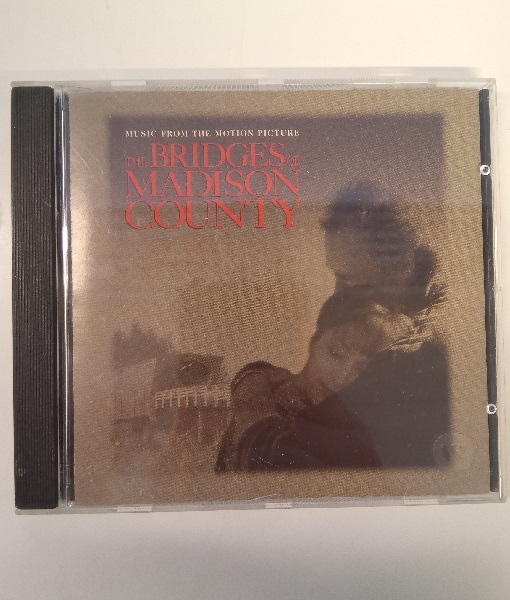 MUSIC FROM THE MOTION PICTURE
THE BRIDGES OF
MADISON
COUNTY